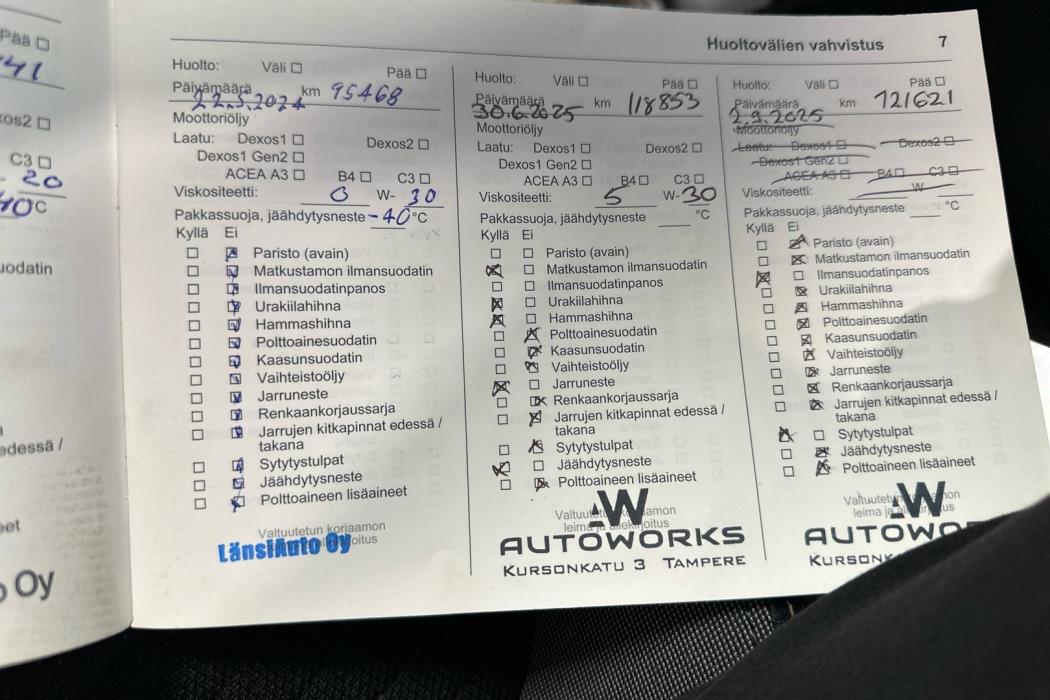 Pää
41
os2
C3
- 20
40°C
uodatin
edessä /
eet
o Oy
Huoltovälien vahvistus 7
Huolto: Väli Pää
Päivämäärä 22.5.2024 km 95468
Moottoriöljy
Laatu: Dexos1 Dexos2
Dexos1 Gen2
ACEA A3 B4 C3
Viskositeetti: 0 W- 30
Pakkassuoja, jäähdytysneste -40 °C
Kyllä Ei
Paristo (avain)
Matkustamon ilmansuodatin
Ilmansuodatinpanos
Urakiilahihna
Hammashihna
Polttoainesuodatin
Kaasunsuodatin
Vaihteistoöljy
Jarruneste
Renkaankorjaussarja
Jarrujen kitkapinnat edessä /
takana
Sytytystulpat
Jäähdytysneste
Polttoaineen lisäaineet
Valtuutetun korjaamon
oitus
LänsiAuto Oy
Huolto: Väli Pää
Päivämäärä 30.6.2025 km 118853
Moottoriöljy
Laatu: Dexos1 Dexos2
Dexos1 Gen2
ACEA A3 B4 C3
Viskositeetti: 5 W-30
Pakkassuoja, jäähdytysneste °C
Kyllä Ei
Paristo (avain)
Matkustamon ilmansuodatin
Ilmansuodatinpanos
Urakiilahihna
Hammashihna
Polttoainesuodatin
Kaasunsuodatin
Vaihteistoöljy
Jarruneste
Renkaankorjaussarja
Jarrujen kitkapinnat edessä /
takana
Sytytystulpat
Jäähdytysneste
Polttoaineen lisäaineet
AW
AUTOWORKS
KURSONKATU 3 TAMPERE
Huolto: Väli Pää
Päivämäärä 2.9.2025 km 121621
Moottoriöljy
Laatu: Dexos1 Dexos2
Dexos1 Gen2
ACEA A3 B4 C3
Viskositeetti: W
Pakkassuoja, jäähdytysneste °C
Kyllä Ei
Paristo (avain)
Matkustamon ilmansuodatin
Ilmansuodatinpanos
Urakiilahihna
Hammashihna
Polttoainesuodatin
Kaasunsuodatin
Vaihteistoöljy
Jarruneste
Renkaankorjaussarja
Jarrujen kitkapinnat edessä /
takana
Sytytystulpat
Jäähdytysneste
Polttoaineen lisäaineet
AW
AUTOWO
KURSONK